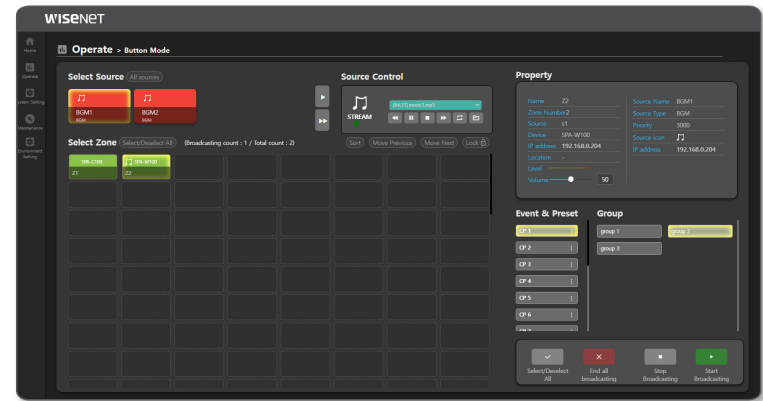 WISENET
Home
Operate
System Setting
Maintenance
Environment
Setting
Operate > Button Mode
Select Source
All sources
BGM1
BGM
BGM2
BGM
Source Control
STREAM
[04:29] music3.mp3
Select Zone
Select/Deselect All
(Broadcasting count : 1 / Total count : 2)
Sort
Move Previous
Move Next
Lock
SPA-C100
Z1
SPA-W100
Z2
Property
Name Z2
Zone Number2
Source s1
Device SPA-W100
IP address 192.168.0.204
Location -
Level
Volume 50
Source Name BGM1
Source Type BGM
Priority 3000
Source icon
IP address 192.168.0.204
Event & Preset
CP 1
CP 2
CP 3
CP 4
CP 5
CP 6
Group
group 1
group 2
group 3
Select/Deselect
All
End all
broadcasting
Stop
Broadcasting
Start
Broadcasting